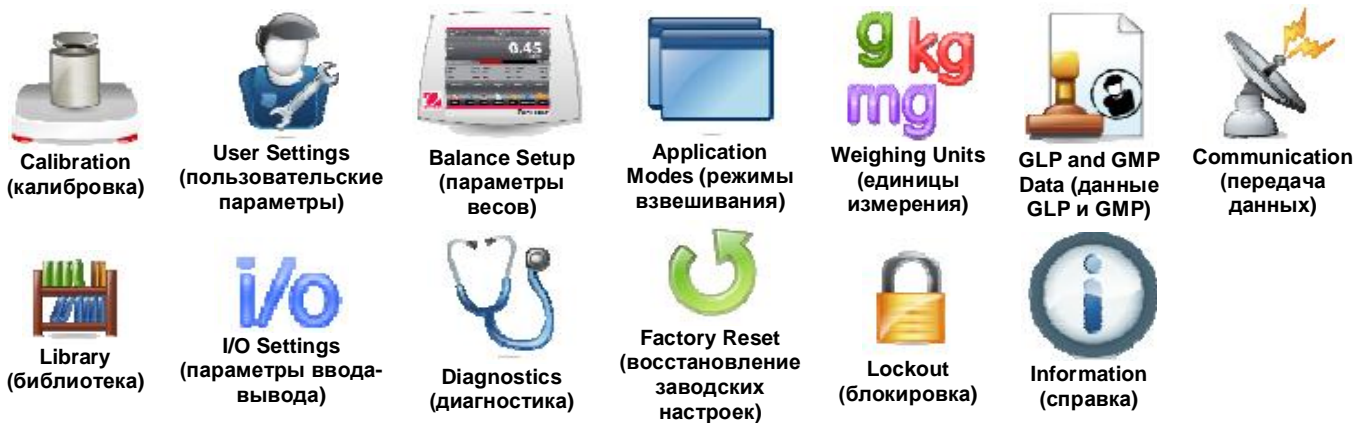 0.45
g kg
mg
Calibration
(калибровка)
User Settings
(пользовательские
параметры)
Balance Setup
(параметры
весов)
Application
Modes (режимы
взвешивания)
Weighing Units
(единицы
измерения)
GLP and GMP
Data (данные
GLP и GMP)
Communication
(передача
данных)
i/o
Library
(библиотека)
I/O Settings
(параметры ввода-
вывода)
Diagnostics
(диагностика)
Factory Reset
(восстановление
заводских
настроек)
Lockout
(блокировка)
Information
(справка)